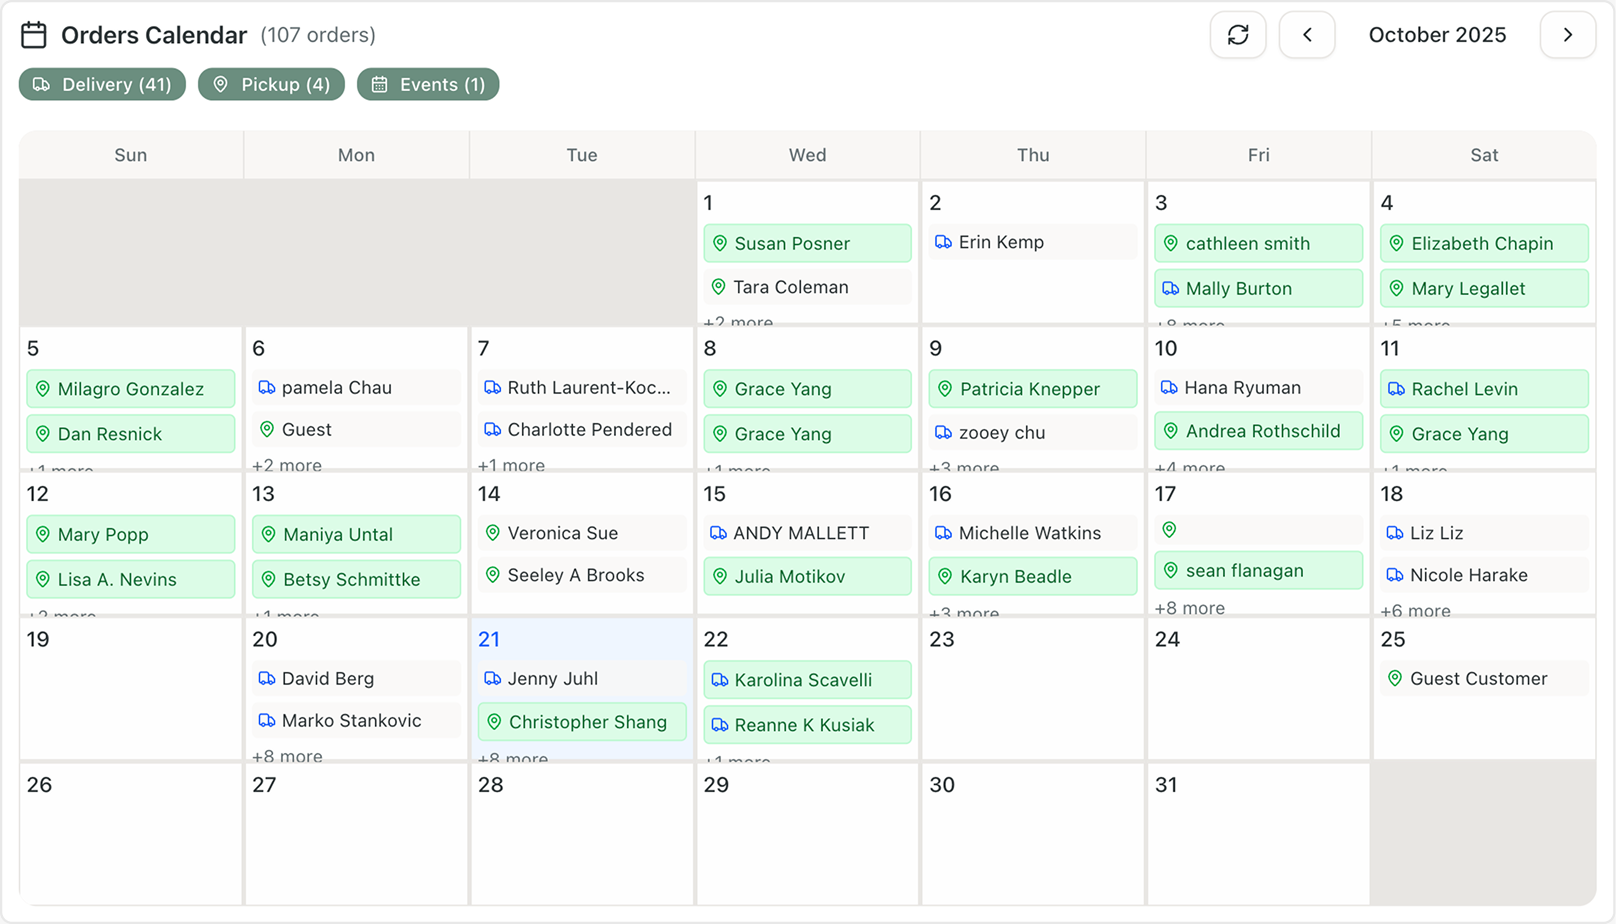 Orders Calendar (107 orders)
October 2025
Delivery (41) Pickup (4) Events (1)
Sun Mon Tue Wed Thu Fri Sat
1
Susan Posner
Tara Coleman
+2 more
2
Erin Kemp
3
cathleen smith
Mally Burton
+8 more
4
Elizabeth Chapin
Mary Legallet
+5 more
5
Milagro Gonzalez
Dan Resnick
+1 more
6
pamela Chau
Guest
+2 more
7
Ruth Laurent-Koc...
Charlotte Pendered
+1 more
8
Grace Yang
Grace Yang
+1 more
9
Patricia Knepper
zooey chu
+3 more
10
Hana Ryuman
Andrea Rothschild
+4 more
11
Rachel Levin
Grace Yang
+1 more
12
Mary Popp
Lisa A. Nevins
+2 more
13
Maniya Untal
Betsy Schmittke
+1 more
14
Veronica Sue
Seeley A Brooks
15
ANDY MALLETT
Julia Motikov
16
Michelle Watkins
Karyn Beadle
+3 more
17
sean flanagan
+8 more
18
Liz Liz
Nicole Harake
+6 more
19
20
David Berg
Marko Stankovic
+8 more
21
Jenny Juhl
Christopher Shang
+8 more
22
Karolina Scavelli
Reanne K Kusiak
+1 more
23
24
25
Guest Customer
26
27
28
29
30
31